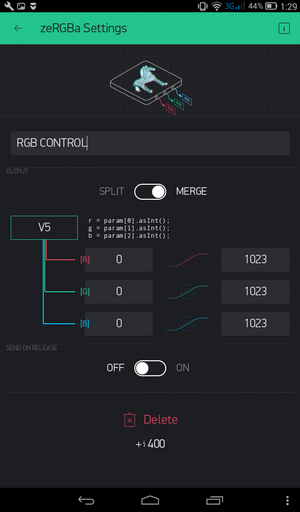 3G 44% 1:29
← zeRGBa Settings i
RGB CONTROL
OUTPUT
SPLIT MERGE
V5
r = param[0].asInt();
g = param[1].asInt();
b = param[2].asInt();
[R] 0 1023
[G] 0 1023
[B] 0 1023
SEND ON RELEASE
OFF ON
Delete
+400